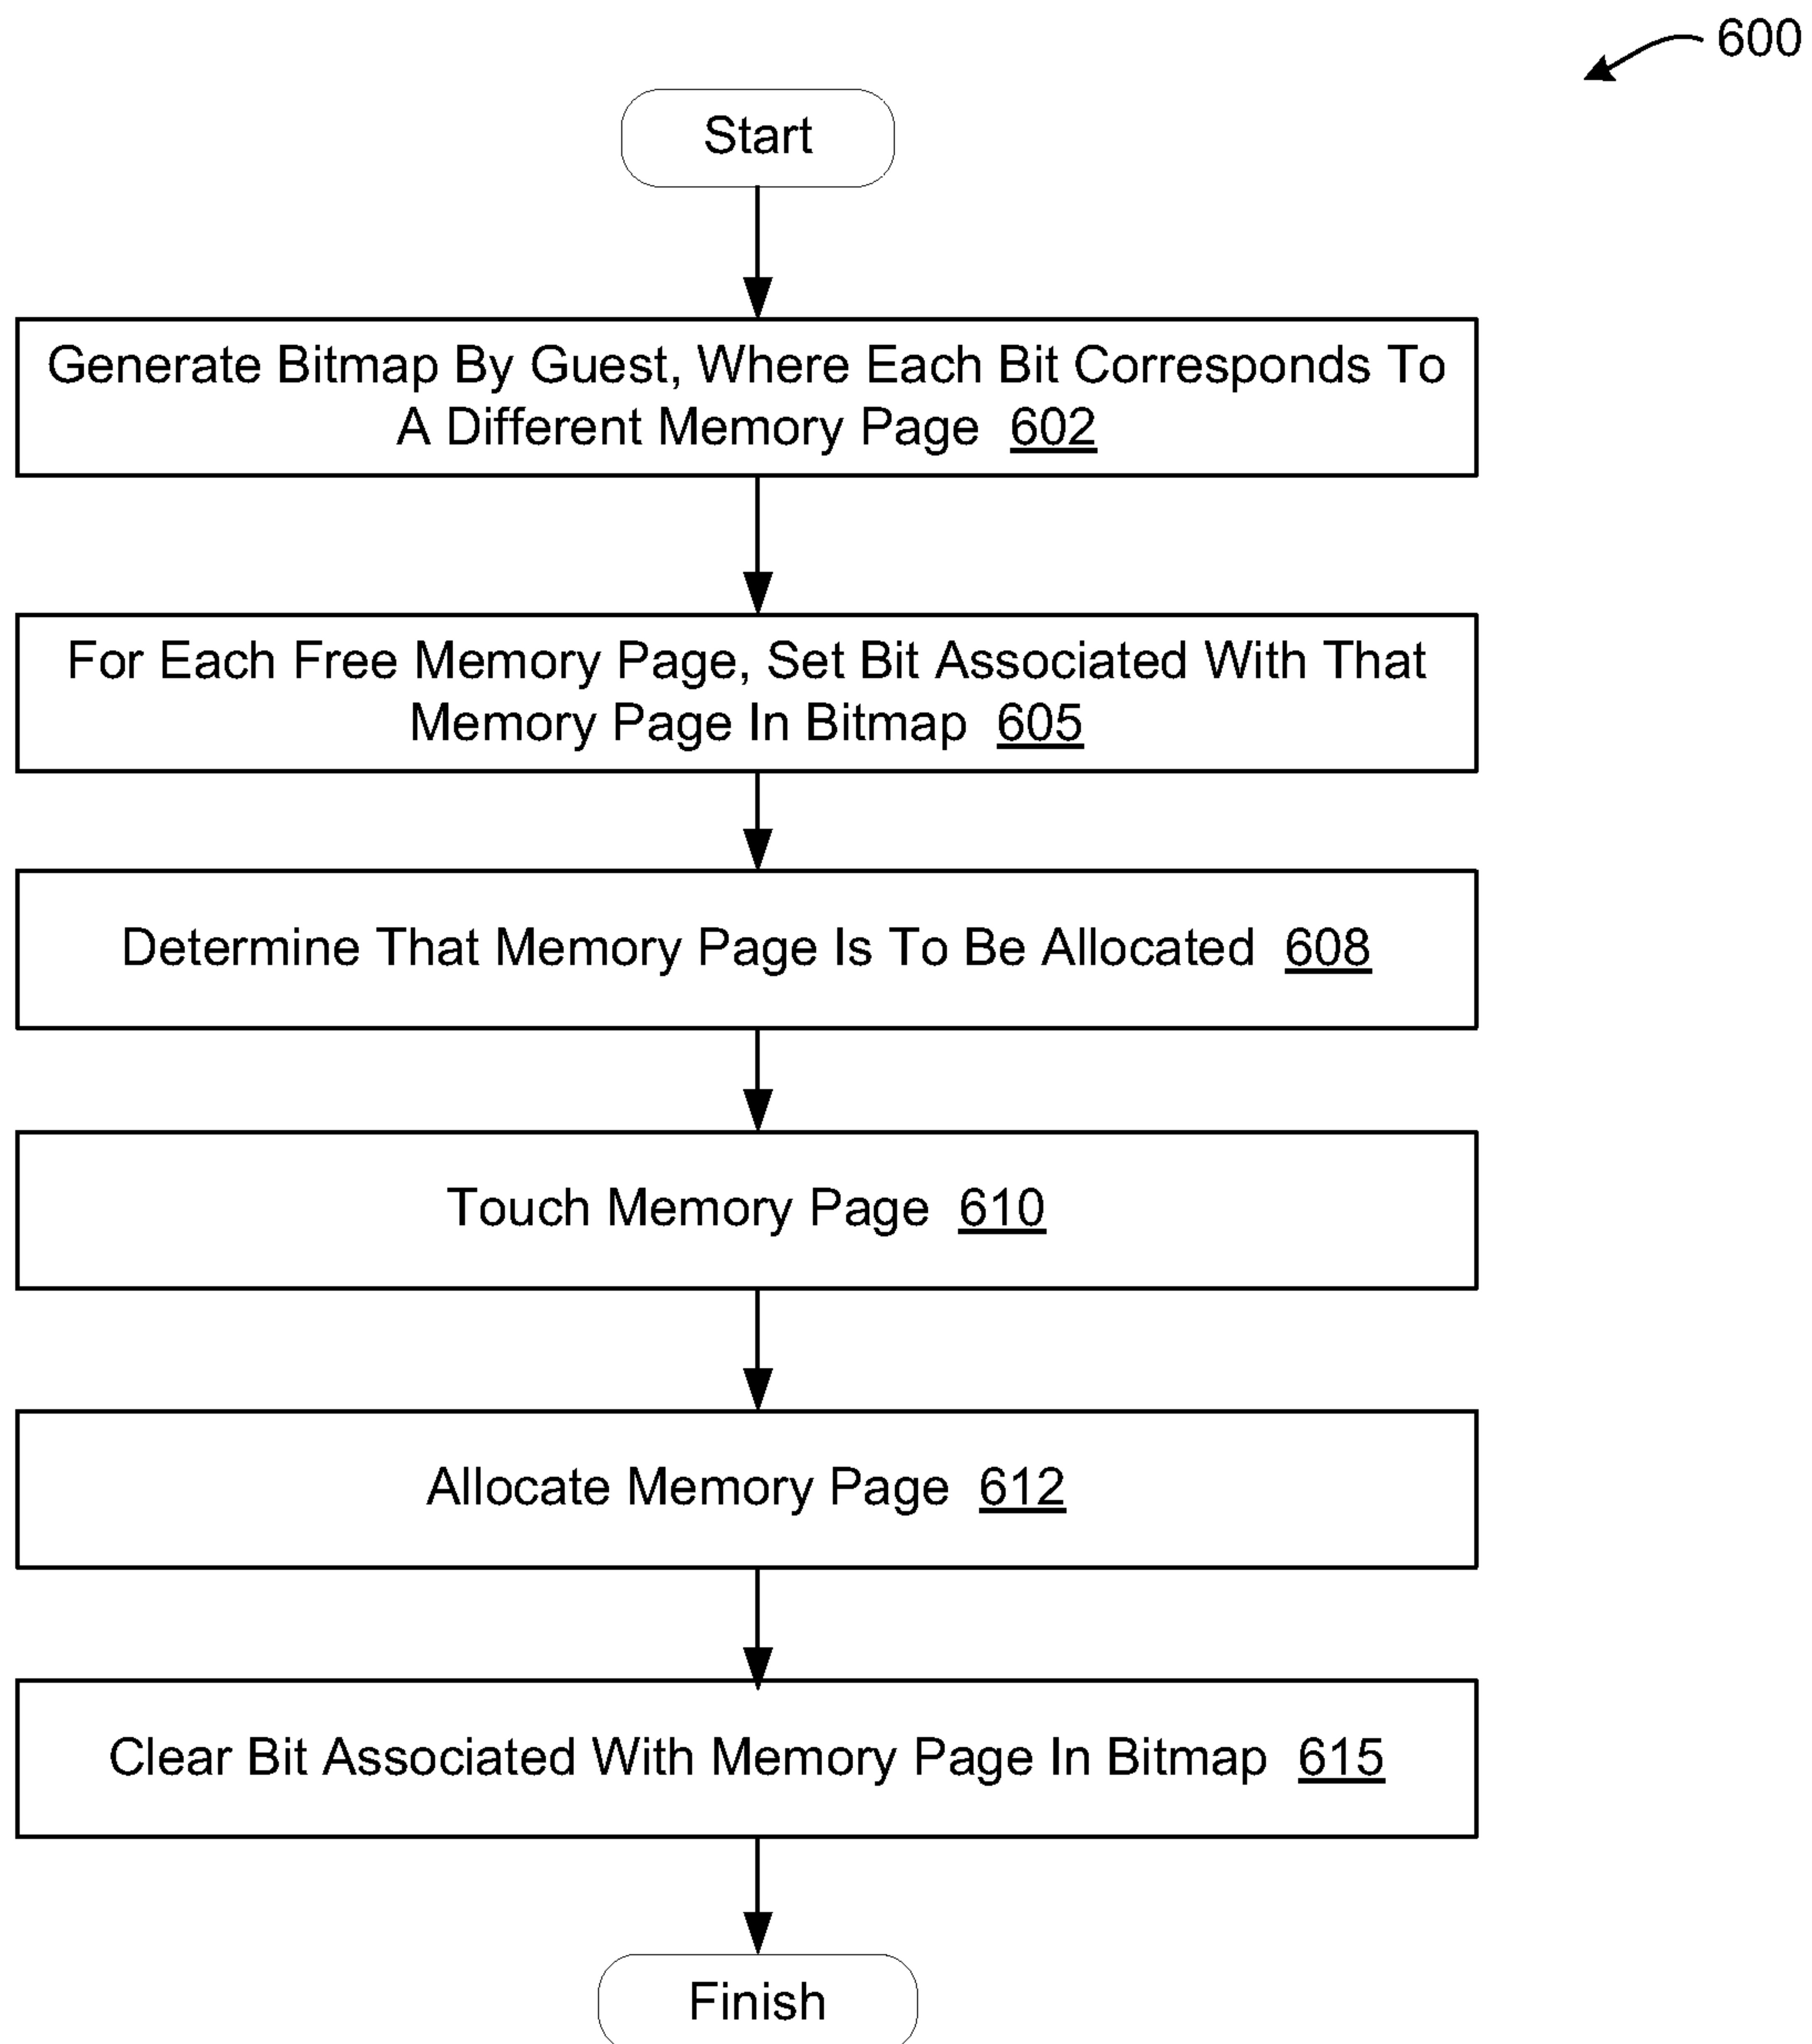 600
Start
Generate Bitmap By Guest, Where Each Bit Corresponds To
A Different Memory Page 602
For Each Free Memory Page, Set Bit Associated With That
Memory Page In Bitmap 605
Determine That Memory Page Is To Be Allocated 608
Touch Memory Page 610
Allocate Memory Page 612
Clear Bit Associated With Memory Page In Bitmap 615
Finish